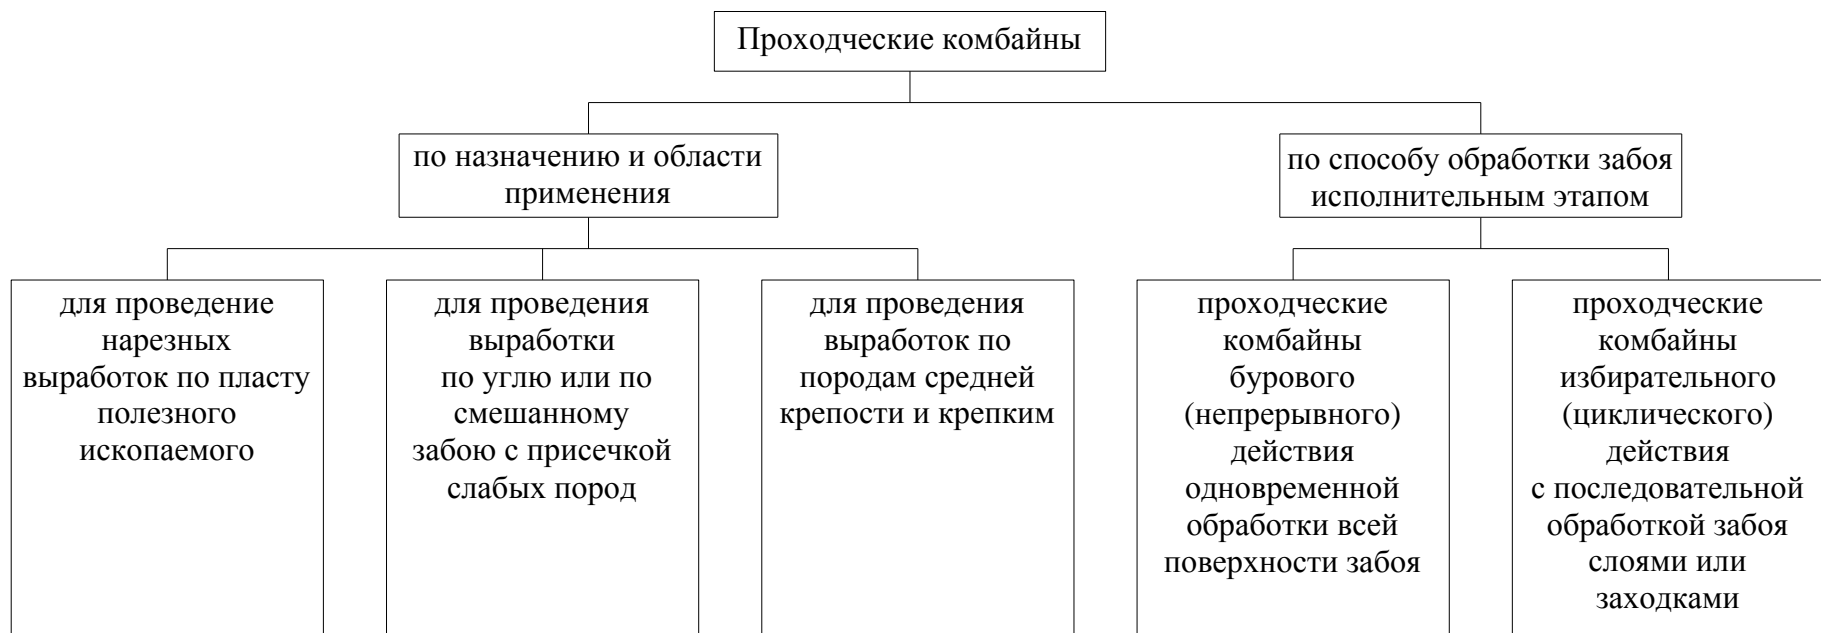 Проходческие комбайны
по назначению и области
применения
по способу обработки забоя
исполнительным этапом
для проведение
нарезных
выработок по пласту
полезного
ископаемого
для проведения
выработки
по углю или по
смешанному
забою с присечкой
слабых пород
для проведения
выработок по
породам средней
крепости и крепким
проходческие
комбайны
бурового
(непрерывного)
действия
одновременной
обработки всей
поверхности забоя
проходческие
комбайны
избирательного
(циклического)
действия
с последовательной
обработкой забоя
слоями или
заходками